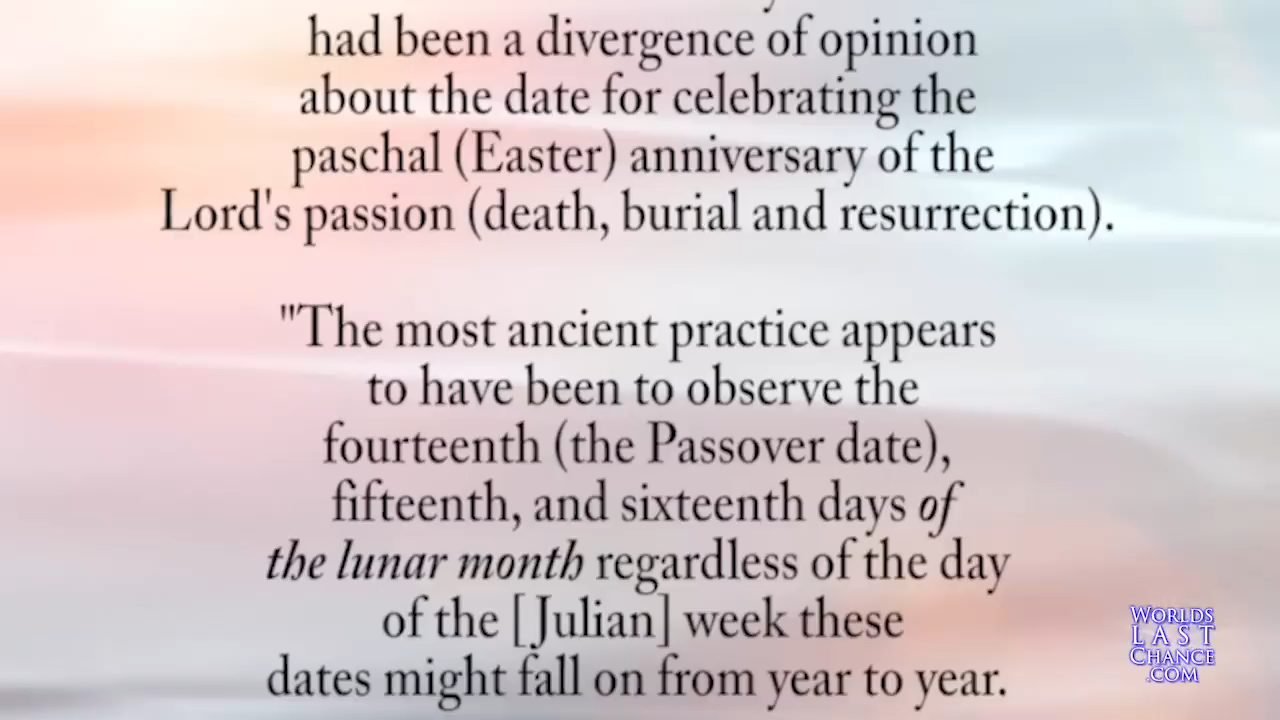 had been a divergence of opinion
about the date for celebrating the
paschal (Easter) anniversary of the
Lord's passion (death, burial and resurrection).
"The most ancient practice appears
to have been to observe the
fourteenth (the Passover date),
fifteenth, and sixteenth days of
the lunar month regardless of the day
of the [Julian] week these
dates might fall on from year to year.
WORLDS
LAST
CHANCE
.COM